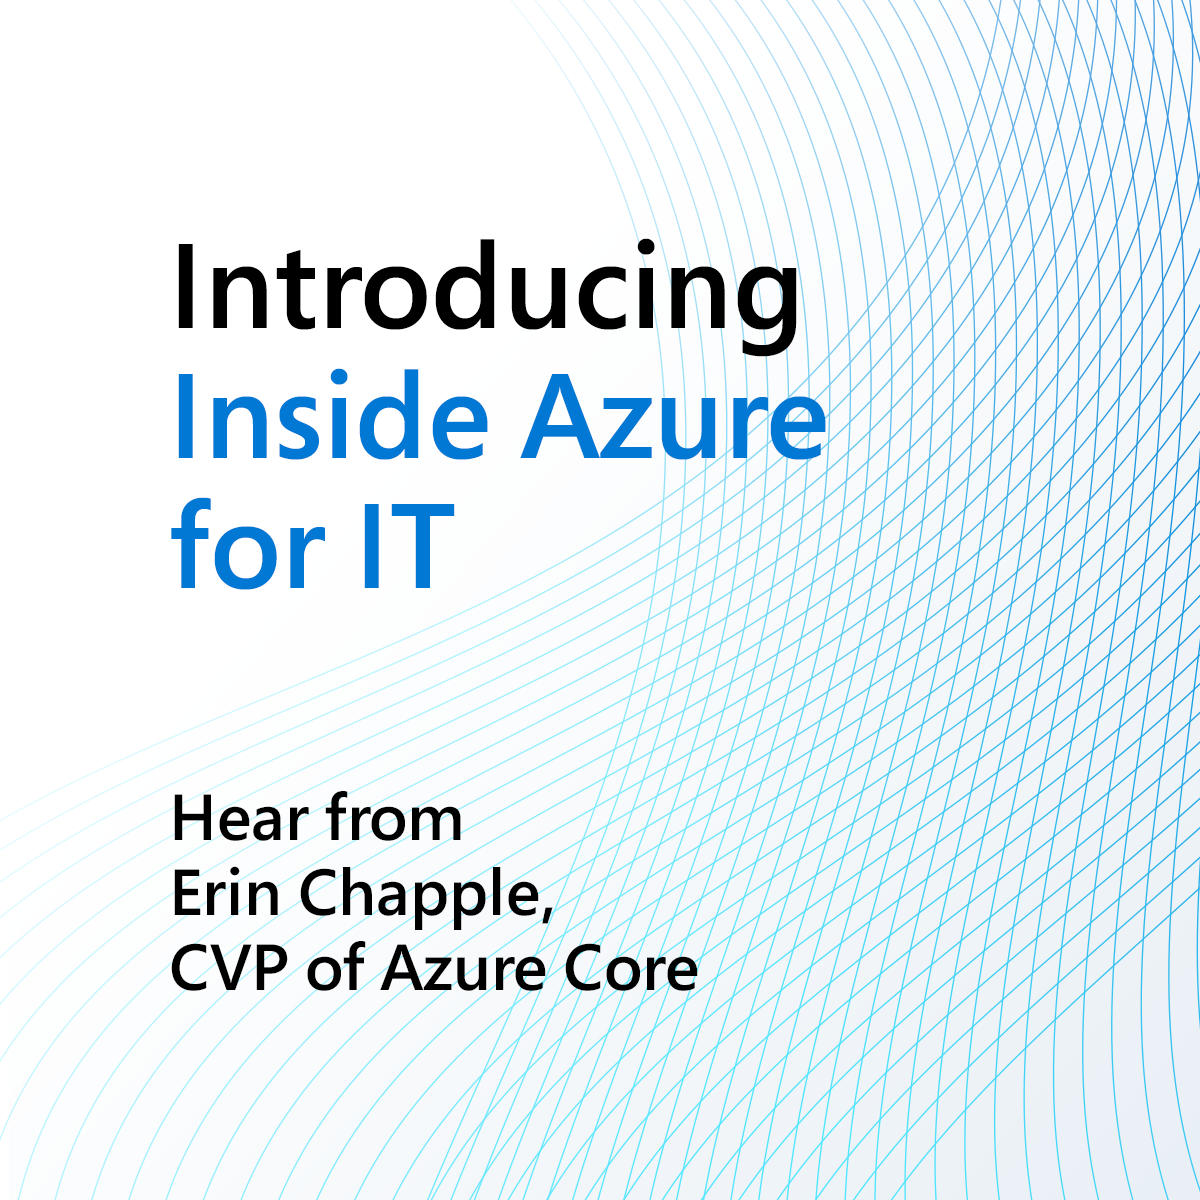 Introducing
Inside Azure
for IT
Hear from
Erin Chapple,
CVP of Azure Core